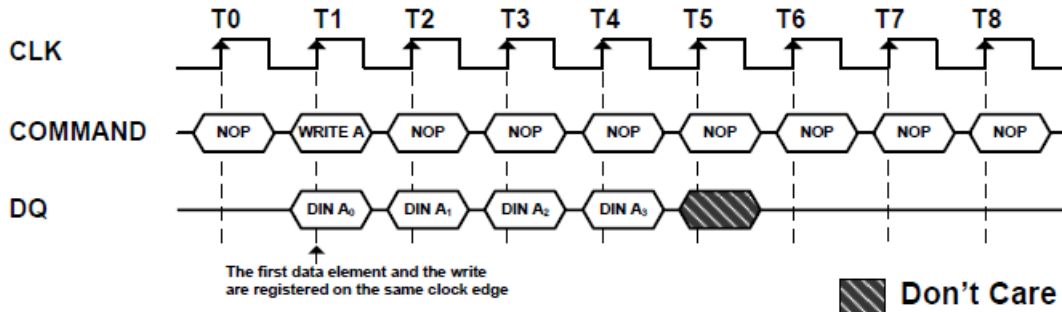 T0 T1 T2 T3 T4 T5 T6 T7 T8
CLK
COMMAND NOP WRITE A NOP NOP NOP NOP NOP NOP NOP
DQ DIN A₀ DIN A₁ DIN A₂ DIN A₃
The first data element and the write
are registered on the same clock edge
Don't Care